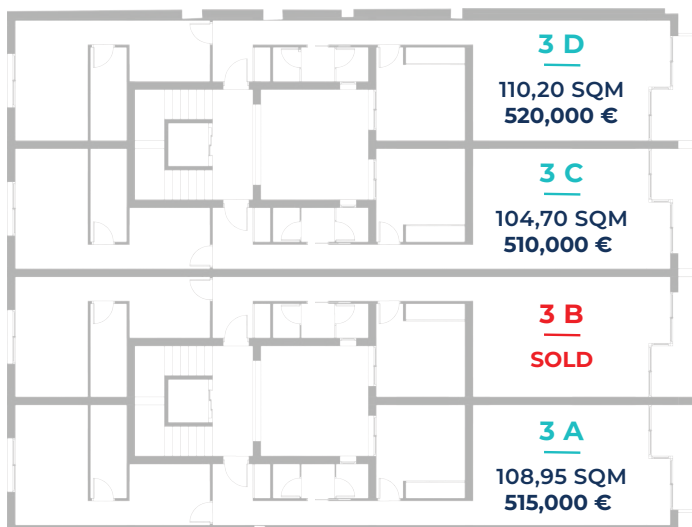 3 D
110,20 SQM
520,000 €
3 C
104,70 SQM
510,000 €
3 B
SOLD
3 A
108,95 SQM
515,000 €